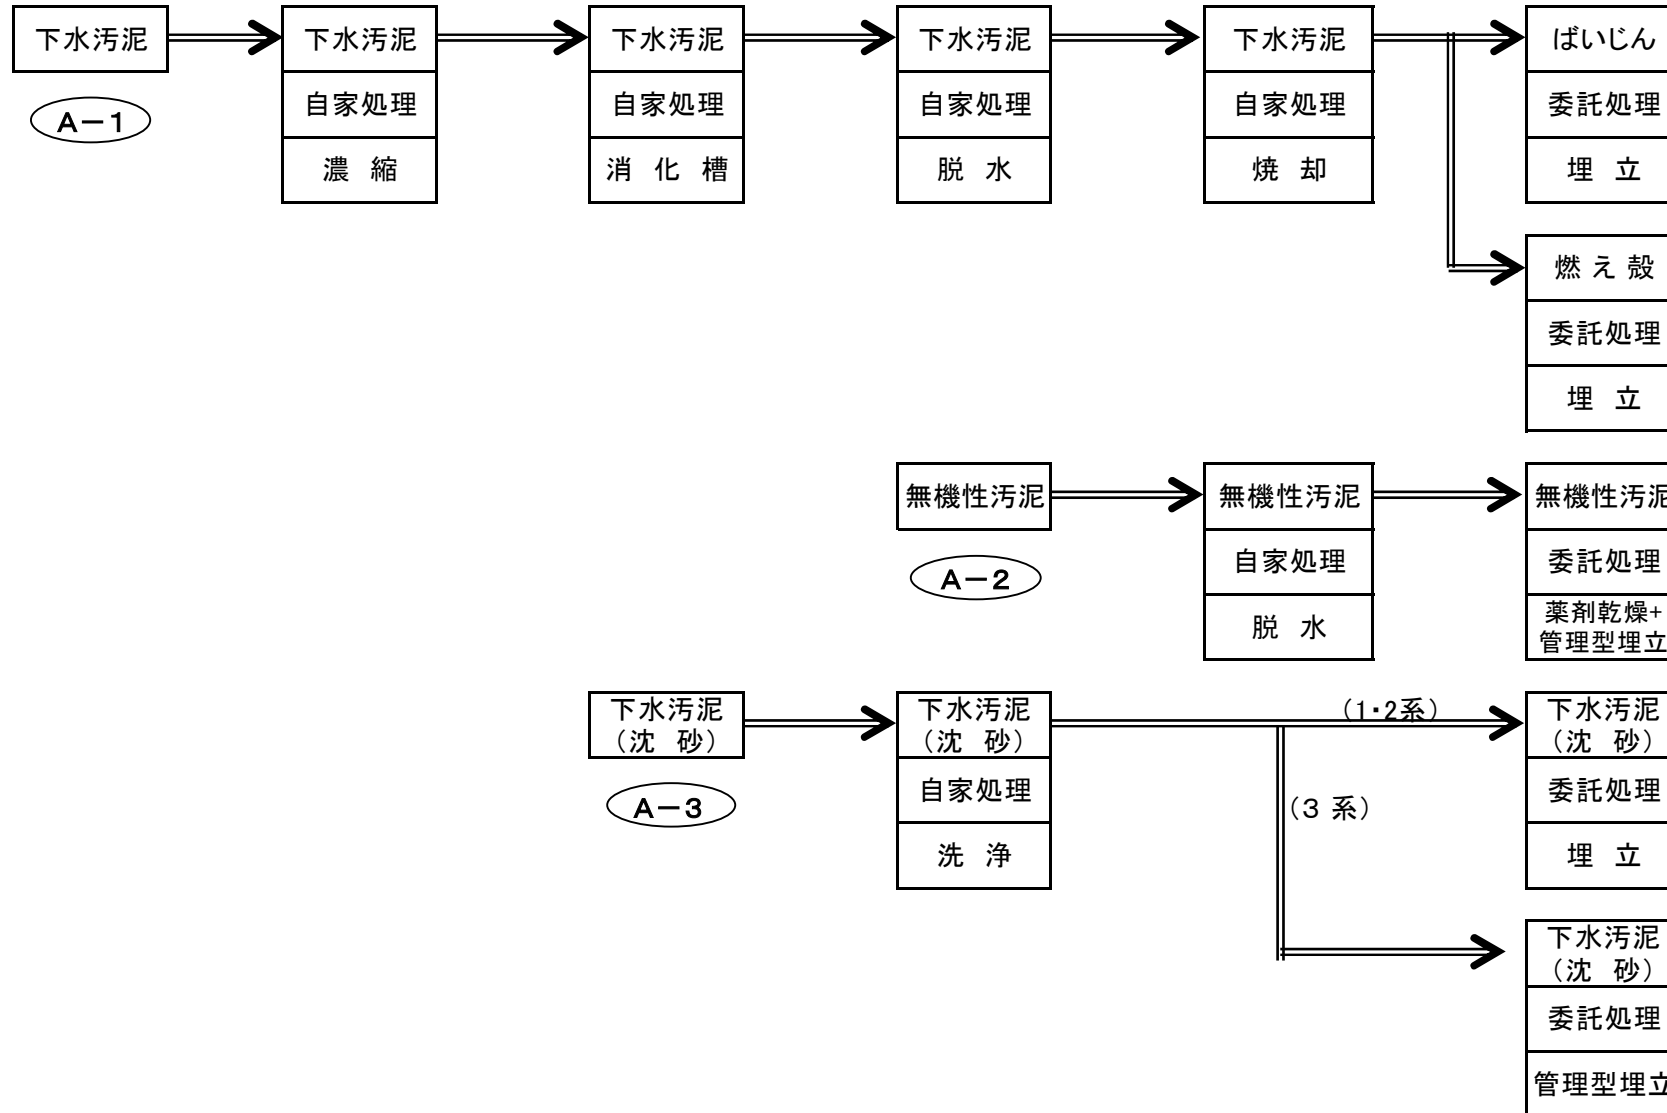 下水汚泥
下水汚泥
下水汚泥
下水汚泥
下水汚泥
ばいじん
自家処理
自家処理
自家処理
自家処理
委託処理
A－1
濃 縮
消 化 槽
脱 水
焼 却
埋 立
燃 え 殻
委託処理
埋 立
無機性汚泥
無機性汚泥
無機性汚泥
自家処理
委託処理
A－2
脱 水
薬剤乾燥+
管理型埋立
下水汚泥
(沈 砂)
下水汚泥
(沈 砂)
(1･2系)
下水汚泥
(沈 砂)
自家処理
委託処理
A－3
(3 系)
洗 浄
埋 立
下水汚泥
(沈 砂)
委託処理
管理型埋立